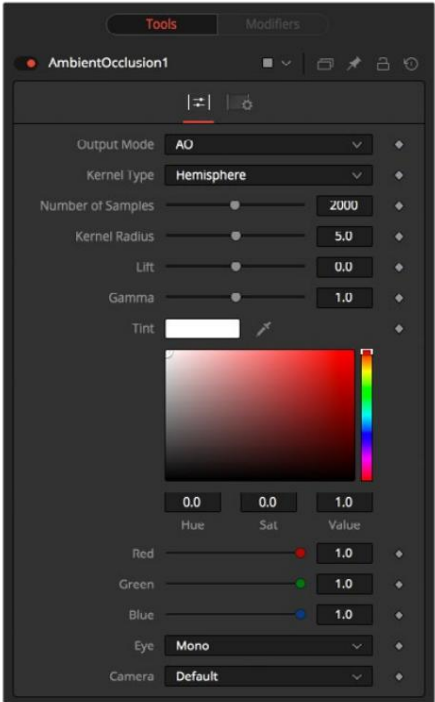 Tools Modifiers
AmbientOcclusion1
Output Mode AO
Kernel Type Hemisphere
Number of Samples 2000
Kernel Radius 5.0
Lift 0.0
Gamma 1.0
Tint
0.0 0.0 1.0
Hue Sat Value
Red 1.0
Green 1.0
Blue 1.0
Eye Mono
Camera Default